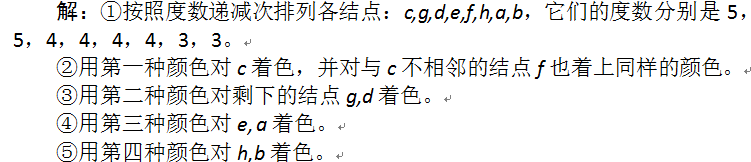 解：①按照度数递减次排列各结点：c,g,d,e,f,h,a,b，它们的度数分别是 5，
5，4，4，4，4，3，3。
②用第一种颜色对 c 着色，并对与 c 不相邻的结点 f 也着上同样的颜色。
③用第二种颜色对剩下的结点 g,d 着色。
④用第三种颜色对 e, a 着色。
⑤用第四种颜色对 h,b 着色。